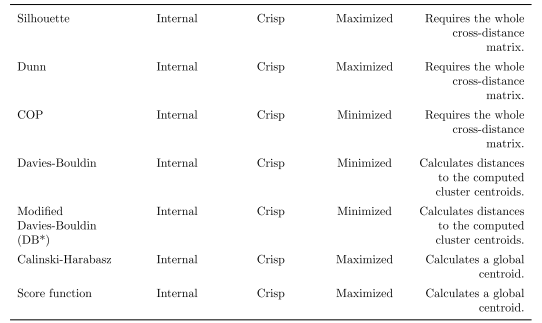 Silhouette Internal Crisp Maximized Requires the whole
cross-distance
matrix.
Dunn Internal Crisp Maximized Requires the whole
cross-distance
matrix.
COP Internal Crisp Minimized Requires the whole
cross-distance
matrix.
Davies-Bouldin Internal Crisp Minimized Calculates distances
to the computed
cluster centroids.
Modified Internal Crisp Minimized Calculates distances
Davies-Bouldin to the computed
(DB*) cluster centroids.
Calinski-Harabasz Internal Crisp Maximized Calculates a global
centroid.
Score function Internal Crisp Maximized Calculates a global
centroid.